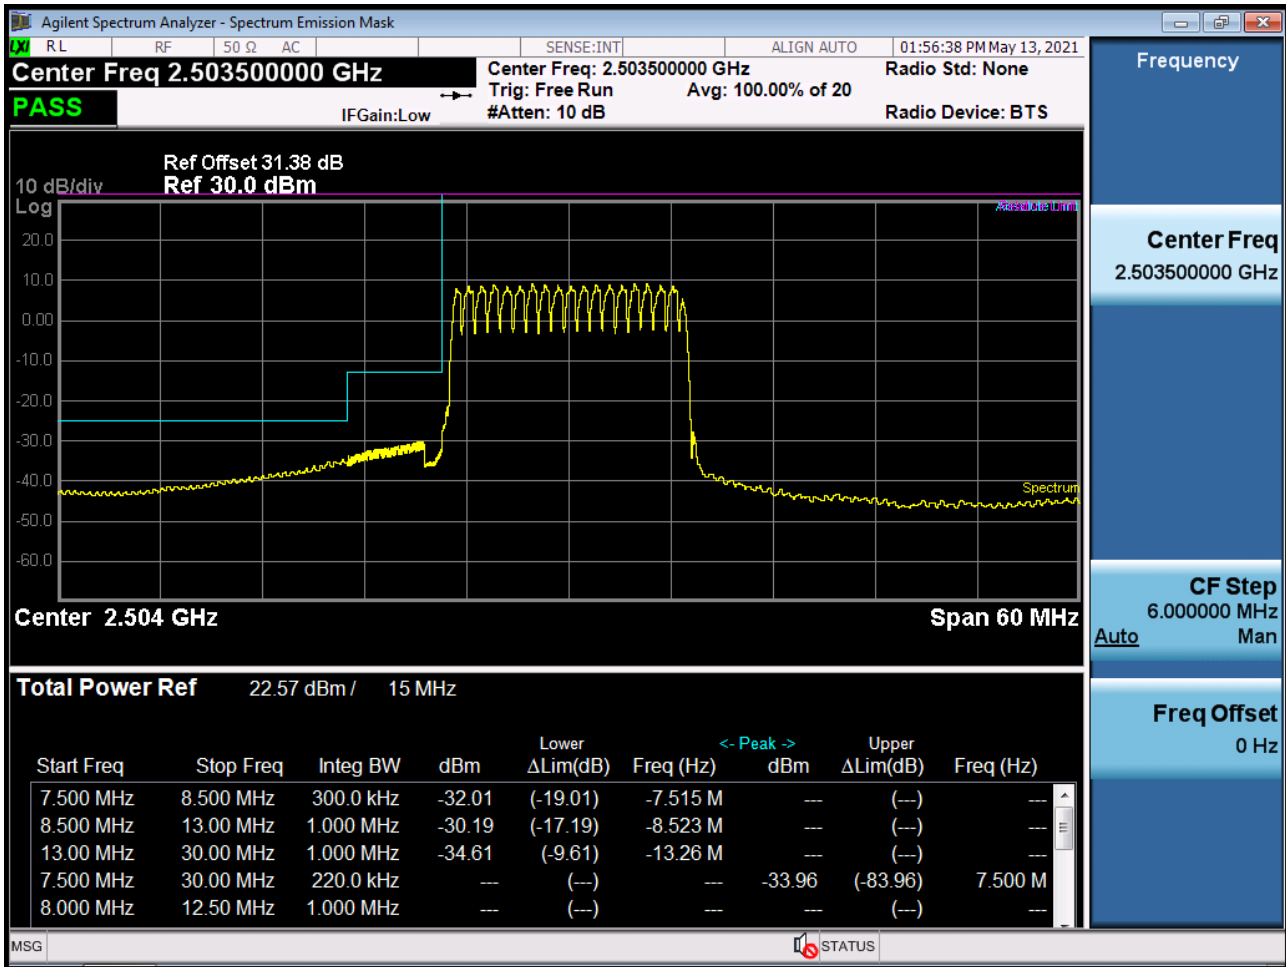 Agilent Spectrum Analyzer - Spectrum Emission Mask
LXI RL RF 50 Ω AC SENSE:INT ALIGN AUTO 01:56:38 PM May 13, 2021
Center Freq 2.503500000 GHz Center Freq: 2.503500000 GHz Radio Std: None
Trig: Free Run Avg: 100.00% of 20
PASS IFGain:Low #Atten: 10 dB Radio Device: BTS
Ref Offset 31.38 dB
10 dB/div Ref 30.0 dBm
Log
Absolute Limit
20.0
10.0
0.00
-10.0
-20.0
-30.0
-40.0
Spectrum
-50.0
-60.0
Center 2.504 GHz Span 60 MHz
Total Power Ref 22.57 dBm / 15 MHz
Lower <- Peak -> Upper
Start Freq Stop Freq Integ BW dBm ΔLim(dB) Freq (Hz) dBm ΔLim(dB) Freq (Hz)
7.500 MHz 8.500 MHz 300.0 kHz -32.01 (-19.01) -7.515 M --- (---) ---
8.500 MHz 13.00 MHz 1.000 MHz -30.19 (-17.19) -8.523 M --- (---) ---
13.00 MHz 30.00 MHz 1.000 MHz -34.61 (-9.61) -13.26 M --- (---) ---
7.500 MHz 30.00 MHz 220.0 kHz --- (---) --- -33.96 (-83.96) 7.500 M
8.000 MHz 12.50 MHz 1.000 MHz --- (---) --- --- (---) ---
MSG STATUS
Frequency
Center Freq
2.503500000 GHz
CF Step
6.000000 MHz
Auto Man
Freq Offset
0 Hz